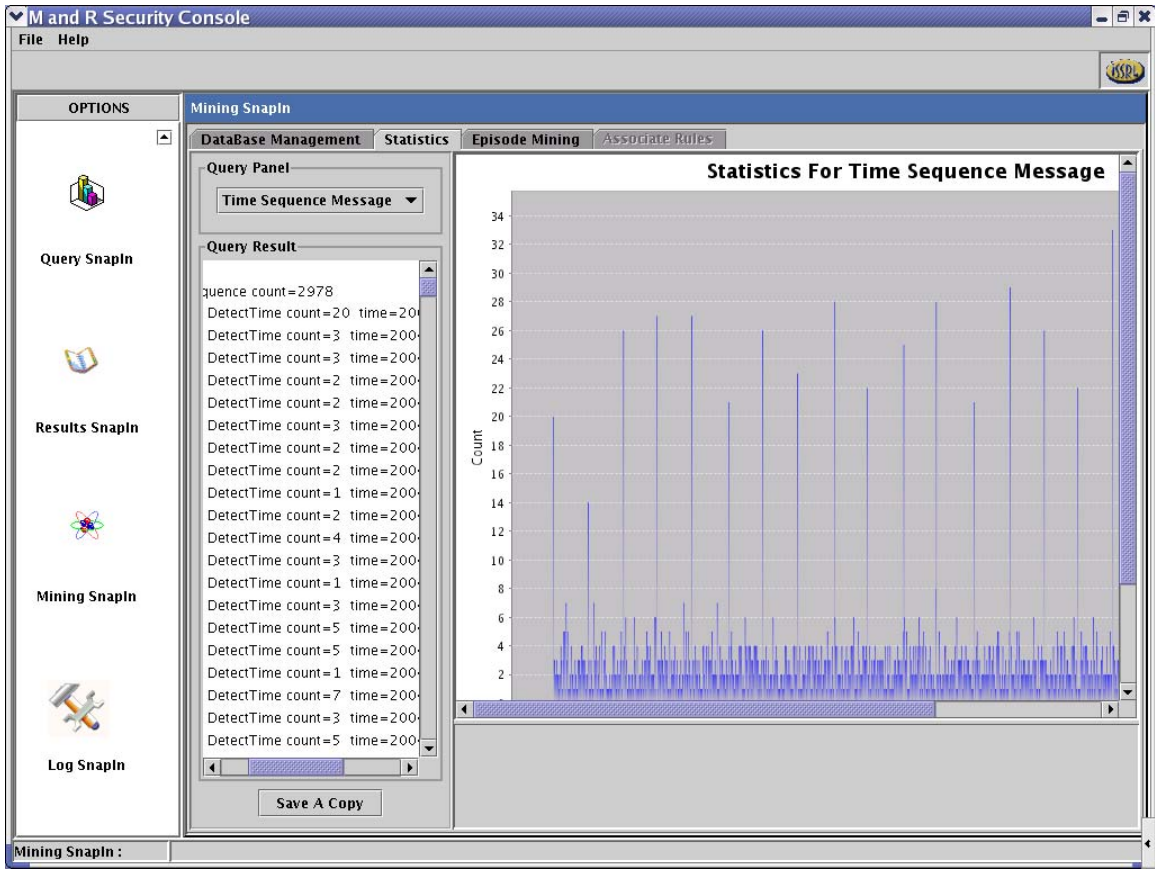 M and R Security Console
File Help
ISSRL
OPTIONS
Query SnapIn
Results SnapIn
Mining SnapIn
Log SnapIn
Mining SnapIn
DataBase Management Statistics Episode Mining Associate Rules
Query Panel
Time Sequence Message
Query Result
quence count=2978
DetectTime count=20 time=200
DetectTime count=3 time=200
DetectTime count=3 time=200
DetectTime count=2 time=200
DetectTime count=2 time=200
DetectTime count=3 time=200
DetectTime count=2 time=200
DetectTime count=2 time=200
DetectTime count=1 time=200
DetectTime count=2 time=200
DetectTime count=4 time=200
DetectTime count=3 time=200
DetectTime count=1 time=200
DetectTime count=3 time=200
DetectTime count=5 time=200
DetectTime count=5 time=200
DetectTime count=1 time=200
DetectTime count=7 time=200
DetectTime count=3 time=200
DetectTime count=5 time=200
Save A Copy
Statistics For Time Sequence Message
34
32
30
28
26
24
22
20
18
16
14
12
10
8
6
4
2
Count
Mining SnapIn :